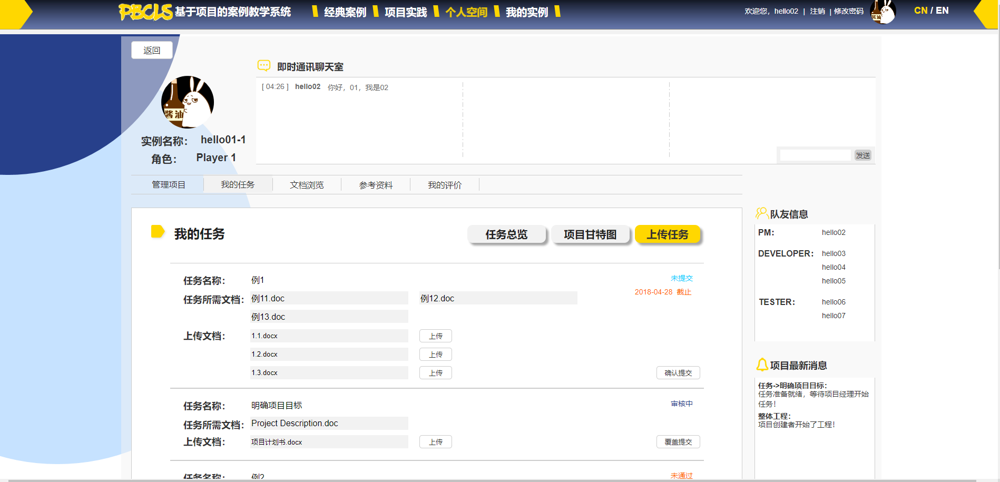 PBCLS 基于项目的案例教学系统 经典案例 项目实践 个人空间 我的实例 欢迎您，hello02 | 注销 | 修改密码 CN / EN
返回
即时通讯聊天室
[ 04:26 ] hello02 你好，01，我是02
酱油
实例名称： hello01-1
角色： Player 1
发送
管理项目 我的任务 文档浏览 参考资料 我的评价
我的任务 任务总览 项目甘特图 上传任务
任务名称： 例1 未提交
2018-04-28 截止
任务所需文档： 例11.doc 例12.doc
例13.doc
上传文档： 1.1.docx 上传
1.2.docx 上传
1.3.docx 上传 确认提交
任务名称： 明确项目目标 审核中
任务所需文档： Project Description.doc
上传文档： 项目计划书.docx 上传 覆盖提交
任务名称： 例2 未通过
队友信息
PM： hello02
DEVELOPER： hello03
hello04
hello05
TESTER： hello06
hello07
项目最新消息
任务->明确项目目标：
任务准备就绪，等待项目经理开始
任务！
整体工程：
项目创建者开始了工程！